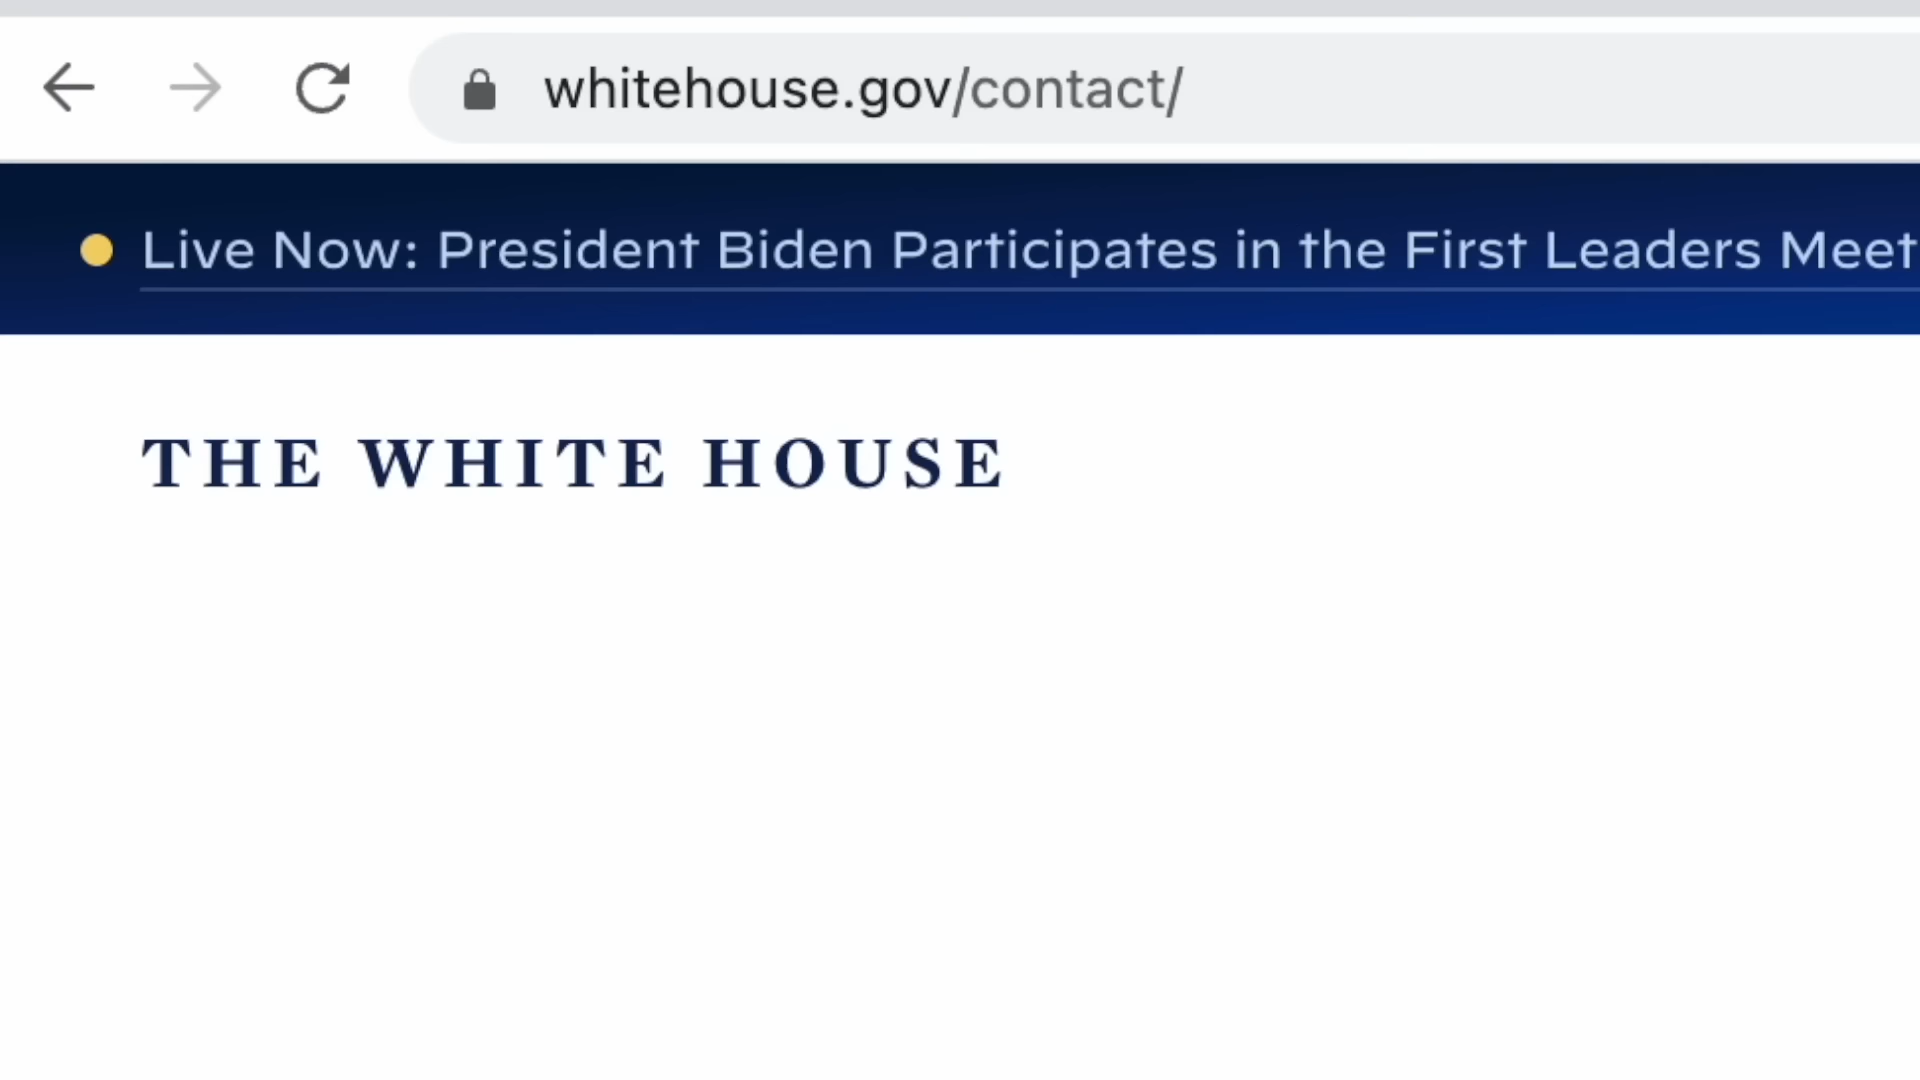 whitehouse.gov/contact/
Live Now: President Biden Participates in the First Leaders Meet
THE WHITE HOUSE